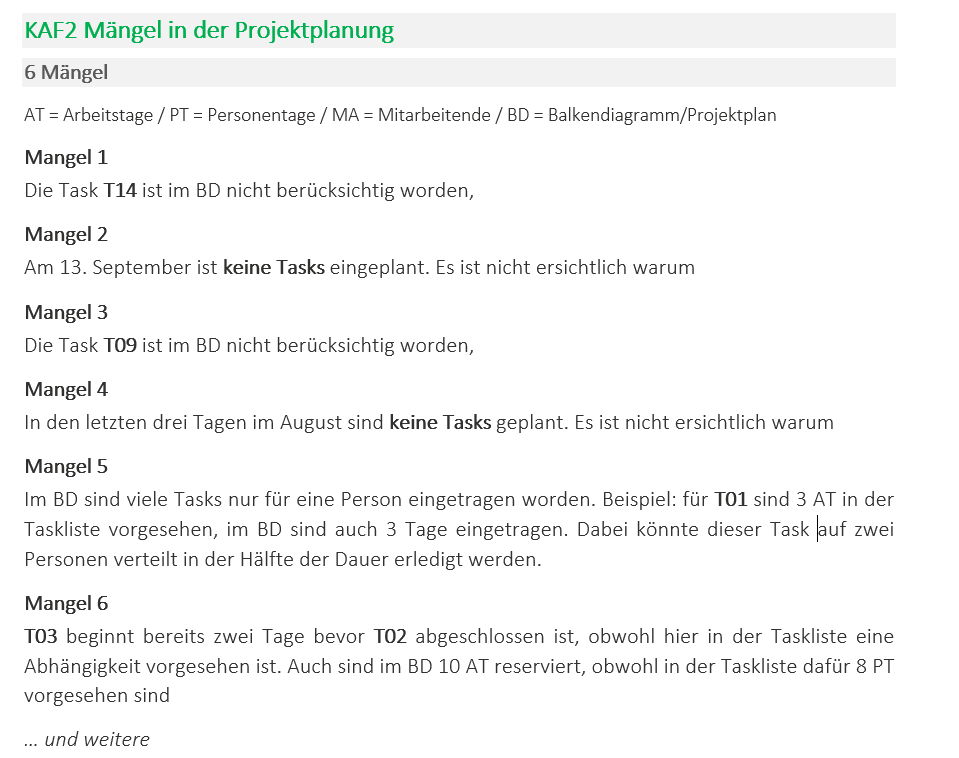 KAF2 Mängel in der Projektplanung
6 Mängel
AT = Arbeitstage / PT = Personentage / MA = Mitarbeitende / BD = Balkendiagramm/Projektplan
Mangel 1
Die Task T14 ist im BD nicht berücksichtig worden,
Mangel 2
Am 13. September ist keine Tasks eingeplant. Es ist nicht ersichtlich warum
Mangel 3
Die Task T09 ist im BD nicht berücksichtig worden,
Mangel 4
In den letzten drei Tagen im August sind keine Tasks geplant. Es ist nicht ersichtlich warum
Mangel 5
Im BD sind viele Tasks nur für eine Person eingetragen worden. Beispiel: für T01 sind 3 AT in der
Taskliste vorgesehen, im BD sind auch 3 Tage eingetragen. Dabei könnte dieser Task auf zwei
Personen verteilt in der Hälfte der Dauer erledigt werden.
Mangel 6
T03 beginnt bereits zwei Tage bevor T02 abgeschlossen ist, obwohl hier in der Taskliste eine
Abhängigkeit vorgesehen ist. Auch sind im BD 10 AT reserviert, obwohl in der Taskliste dafür 8 PT
vorgesehen sind
... und weitere